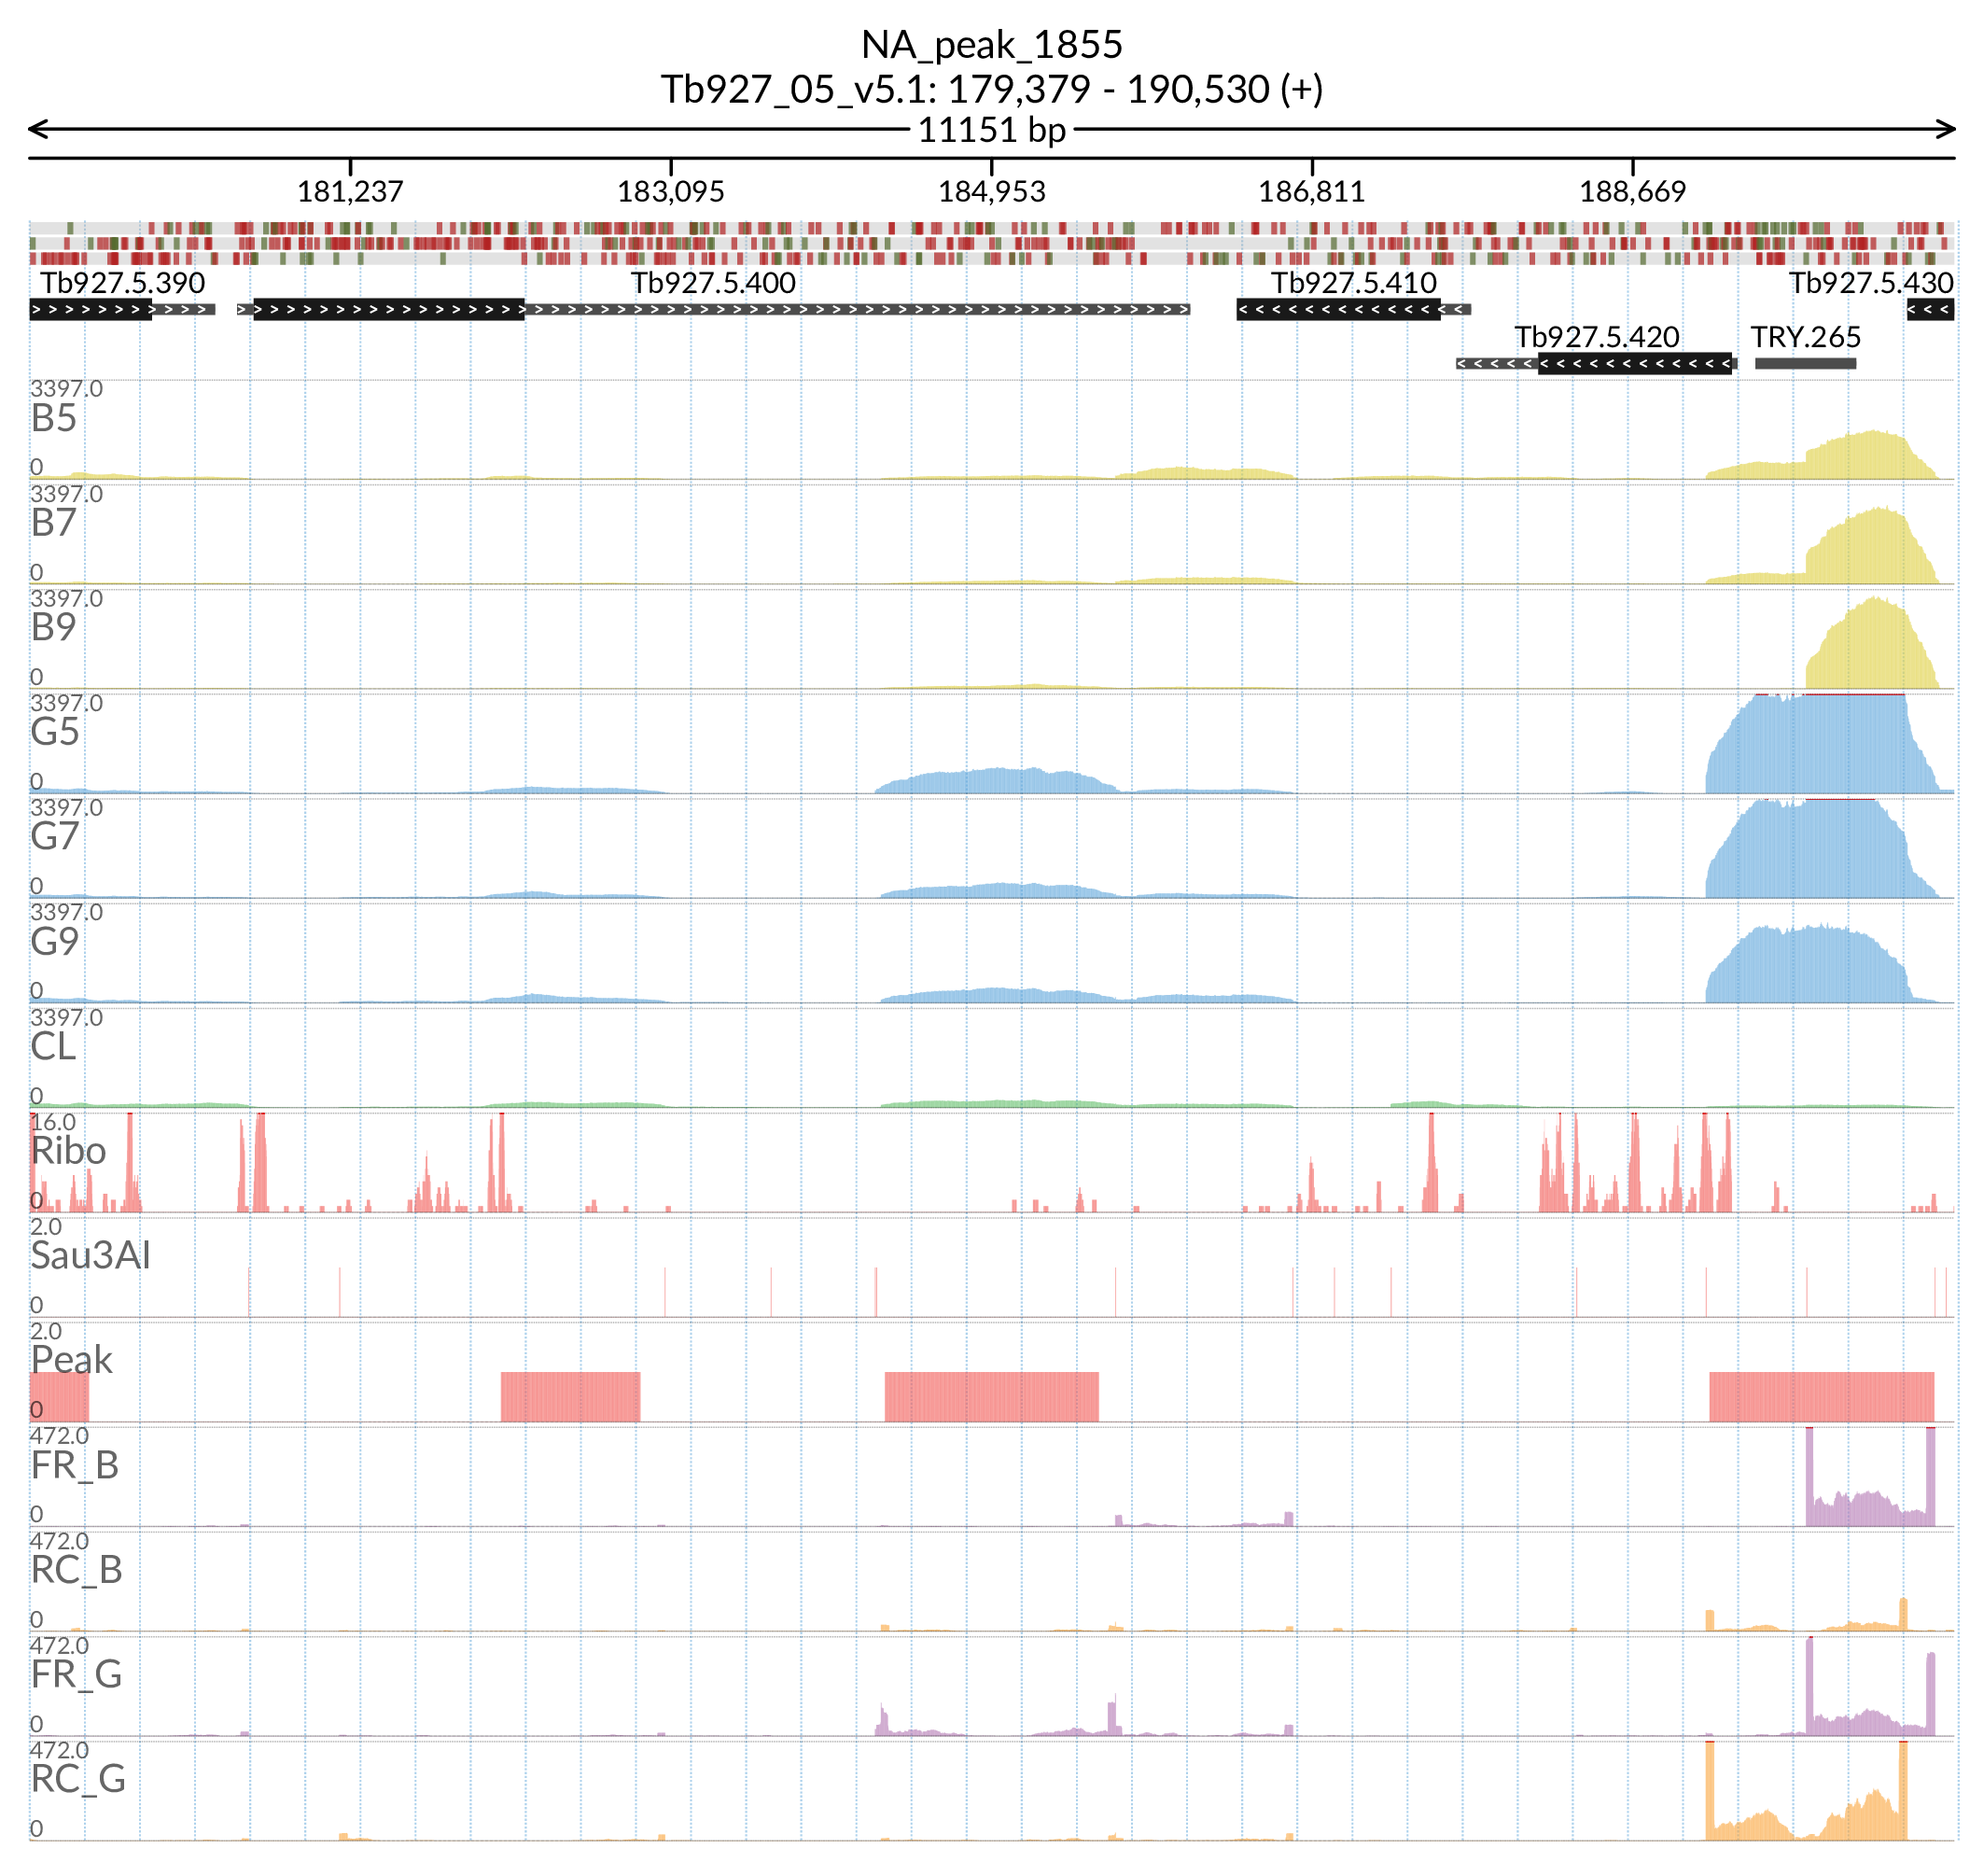 NA_peak_1855
Tb927_05_v5.1: 179,379 - 190,530 (+)
11151 bp
181,237 183,095 184,953 186,811 188,669
Tb927.5.390 Tb927.5.400 Tb927.5.410 Tb927.5.430
Tb927.5.420 TRY.265
3397.0
B5
0
3397.0
B7
0
3397.0
B9
0
3397.0
G5
0
3397.0
G7
0
3397.0
G9
0
3397.0
CL
0
16.0
Ribo
0
2.0
Sau3AI
0
2.0
Peak
0
472.0
FR_B
0
472.0
RC_B
0
472.0
FR_G
0
472.0
RC_G
0